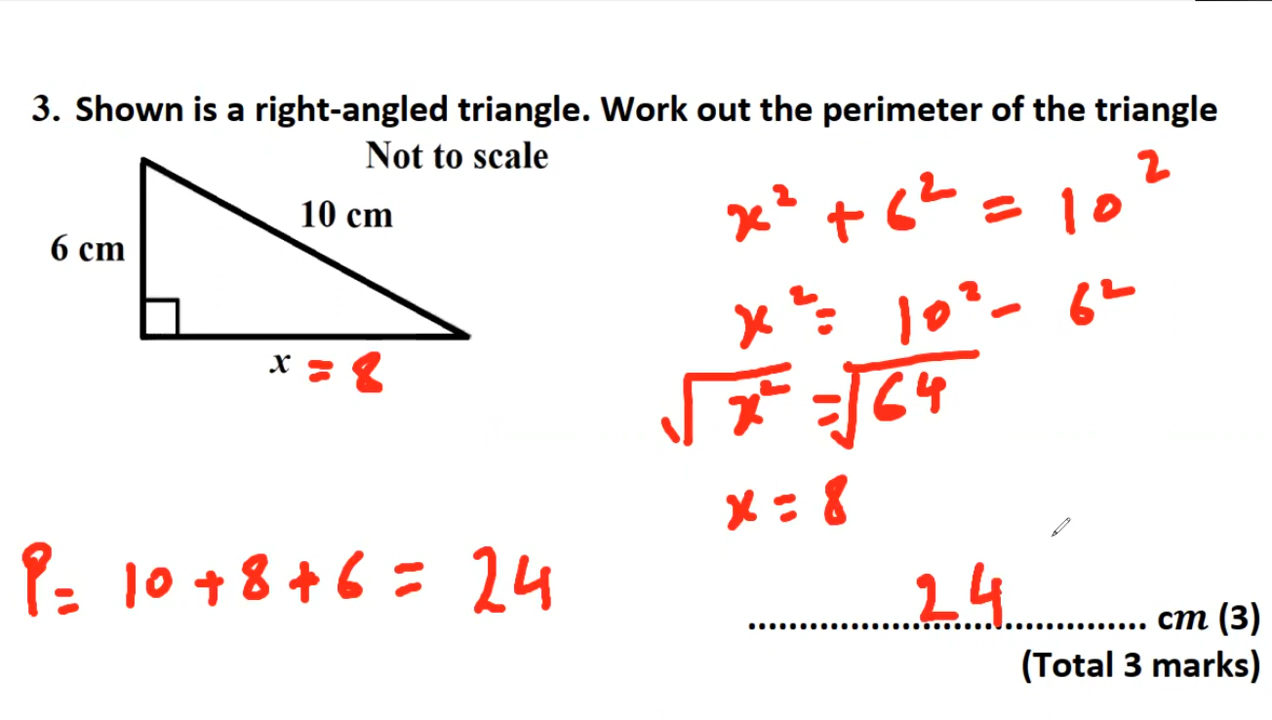 3. Shown is a right-angled triangle. Work out the perimeter of the triangle
Not to scale
10 cm
6 cm
x = 8
x² + 6² = 10²
x² = 10² - 6²
√x² = √64
x = 8
P = 10 + 8 + 6 = 24
24
........................................ cm (3)
(Total 3 marks)